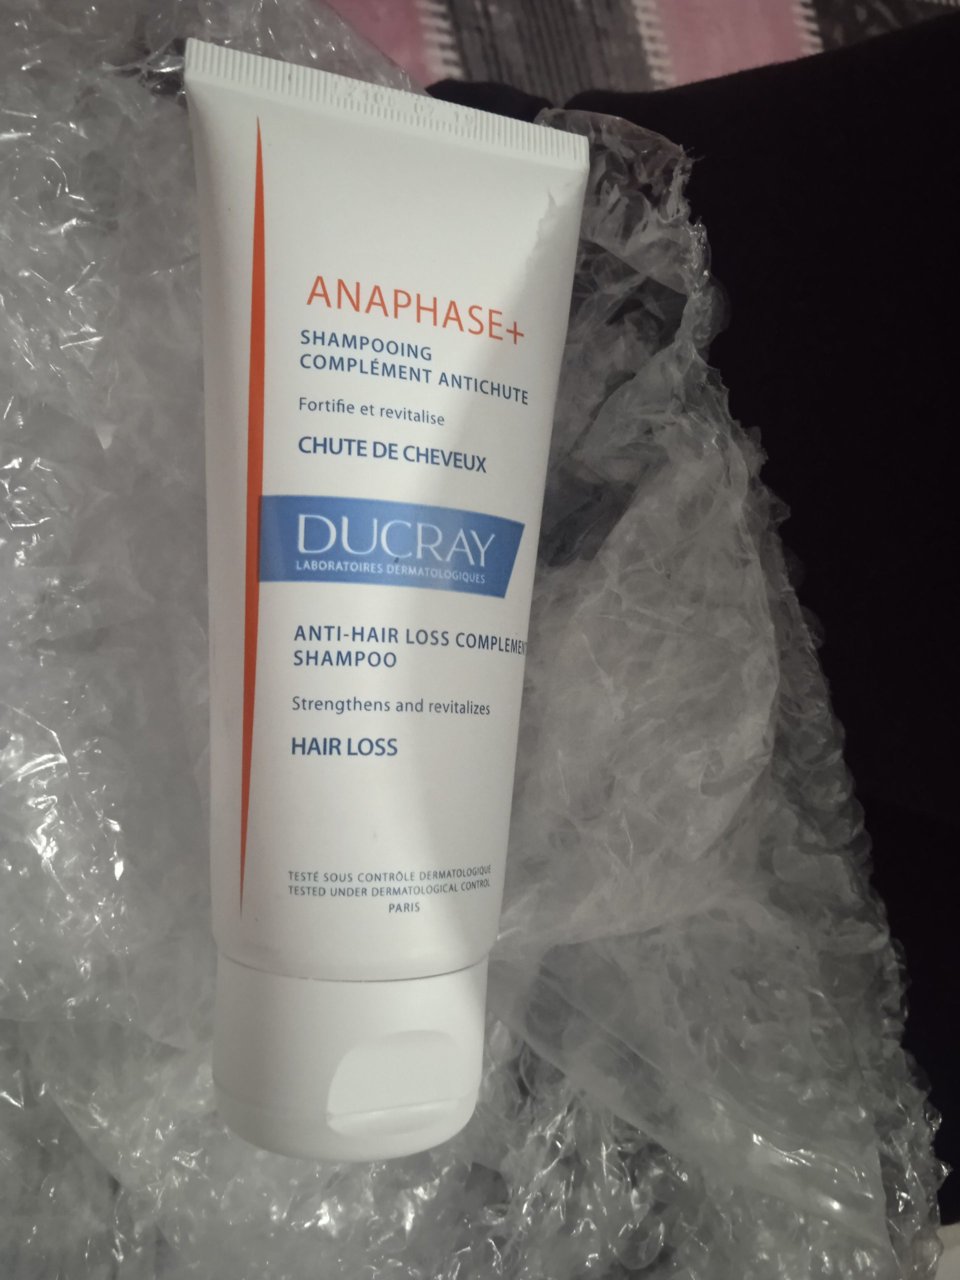 ANAPHASE+
SHAMPOOING
COMPLÉMENT ANTICHUTE
Fortifie et revitalise
CHUTE DE CHEVEUX
DUCRAY
LABORATOIRES DERMATOLOGIQUES
ANTI-HAIR LOSS COMPLEMEN
SHAMPOO
Strengthens and revitalizes
HAIR LOSS
TESTÉ SOUS CONTRÔLE DERMATOLOGIQUE
TESTED UNDER DERMATOLOGICAL CONTROL
PARIS